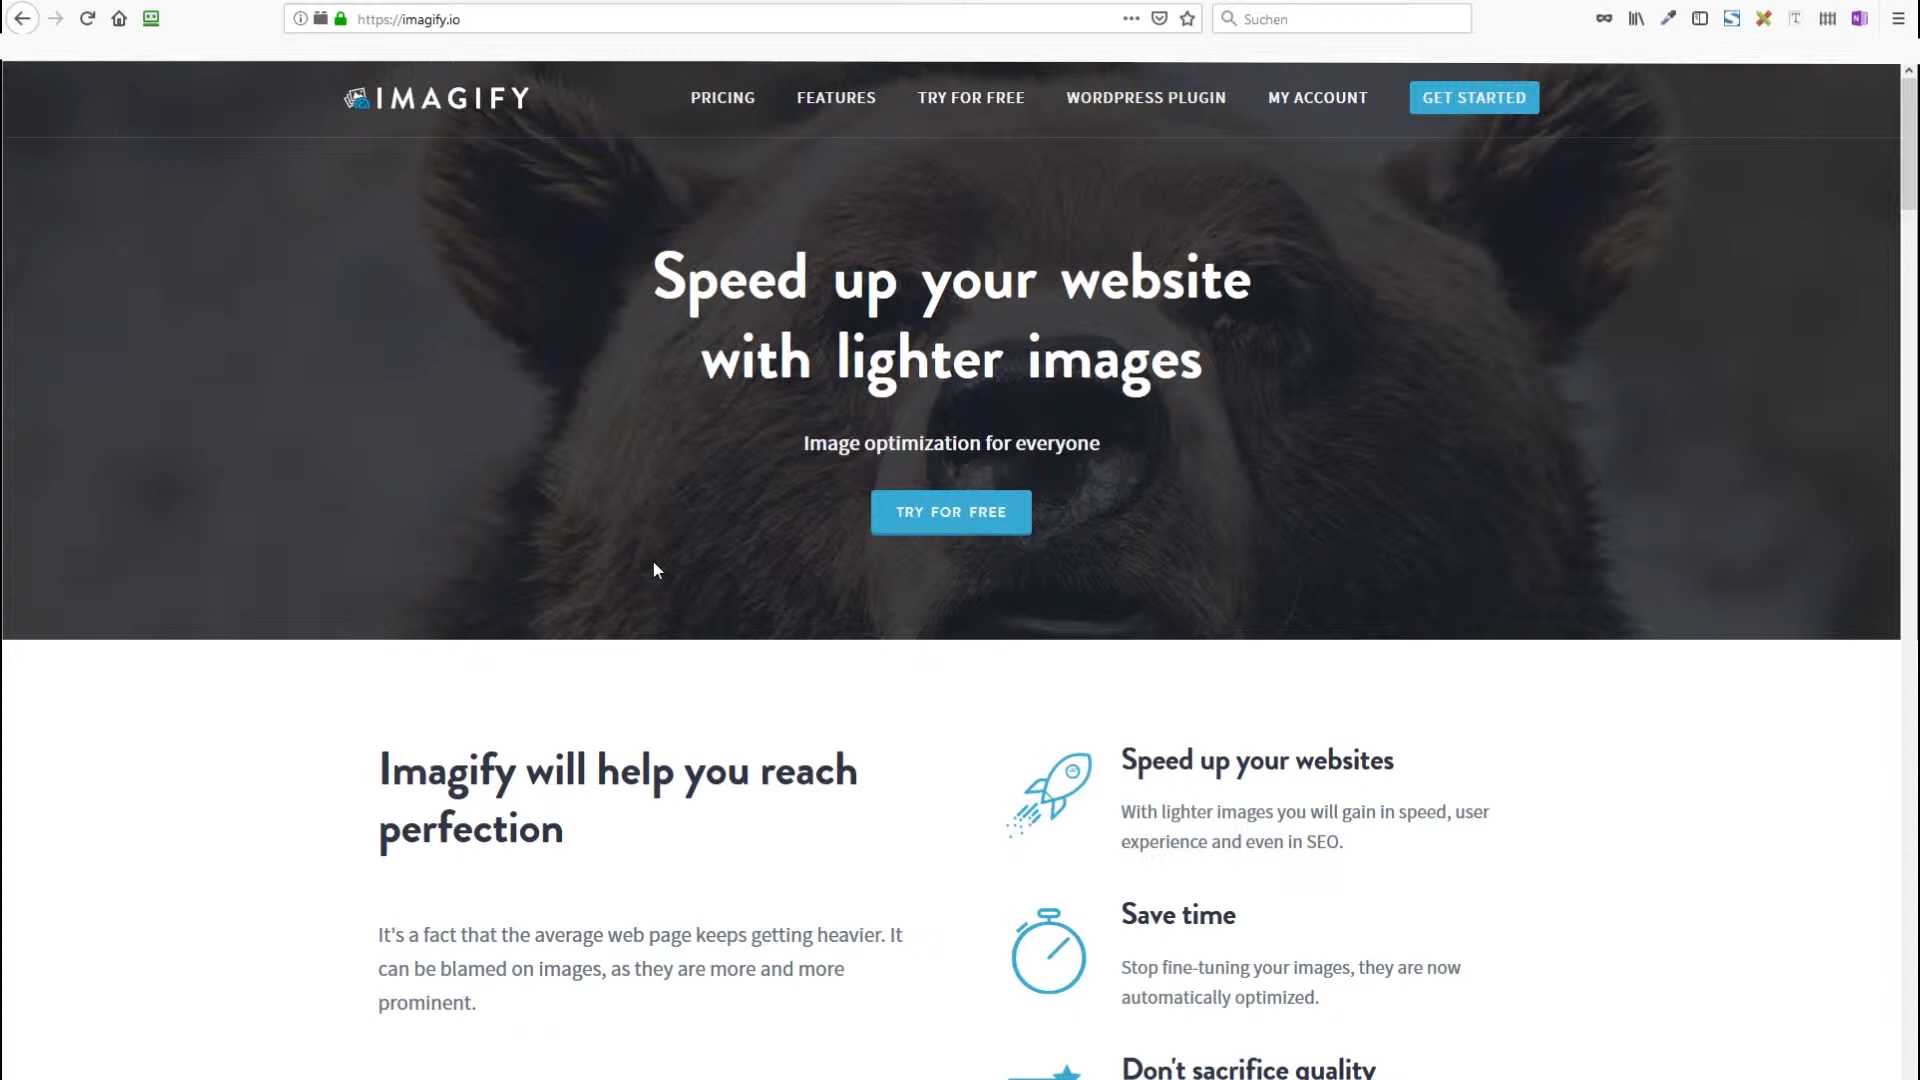 https://imagify.io
Suchen
IMAGIFY
PRICING
FEATURES
TRY FOR FREE
WORDPRESS PLUGIN
MY ACCOUNT
GET STARTED
Speed up your website
with lighter images
Image optimization for everyone
TRY FOR FREE
Imagify will help you reach
perfection
It's a fact that the average web page keeps getting heavier. It
can be blamed on images, as they are more and more
prominent.
Speed up your websites
With lighter images you will gain in speed, user
experience and even in SEO.
Save time
Stop fine-tuning your images, they are now
automatically optimized.
Don't sacrifice quality